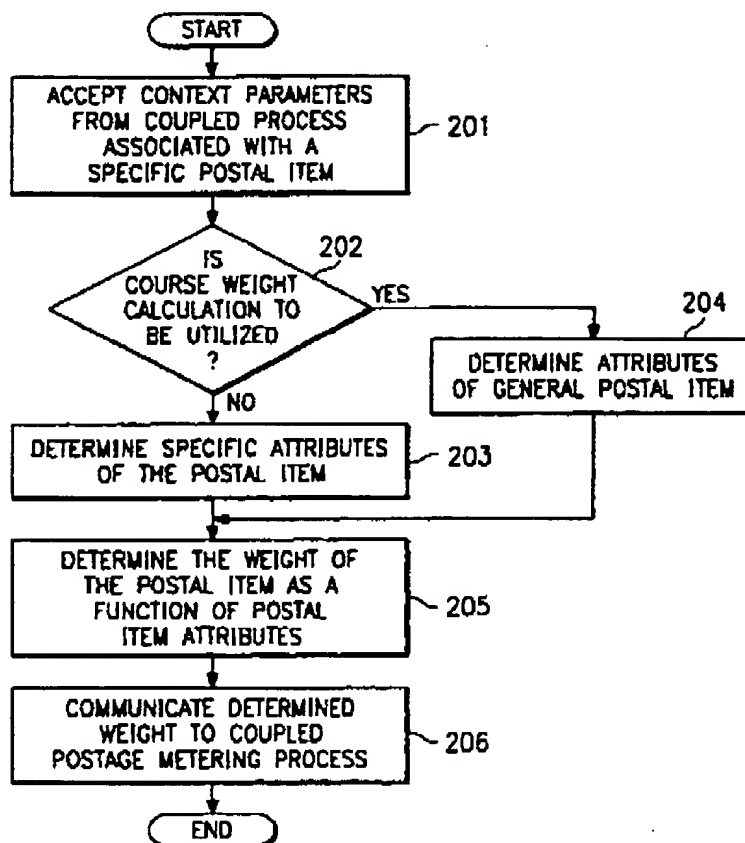 START
ACCEPT CONTEXT PARAMETERS
FROM COUPLED PROCESS
ASSOCIATED WITH A
SPECIFIC POSTAL ITEM
201
IS
COURSE WEIGHT
CALCULATION TO
BE UTILIZED
?
202
YES
204
DETERMINE ATTRIBUTES
OF GENERAL POSTAL ITEM
NO
DETERMINE SPECIFIC ATTRIBUTES
OF THE POSTAL ITEM
203
DETERMINE THE WEIGHT OF
THE POSTAL ITEM AS A
FUNCTION OF POSTAL
ITEM ATTRIBUTES
205
COMMUNICATE DETERMINED
WEIGHT TO COUPLED
POSTAGE METERING PROCESS
206
END